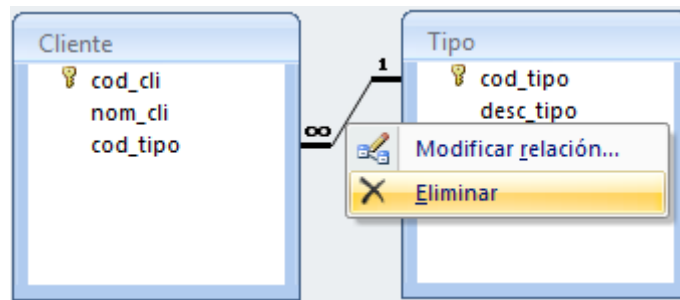 Cliente
cod_cli
nom_cli
cod_tipo
∞
1
Tipo
cod_tipo
desc_tipo
Modificar relación...
Eliminar